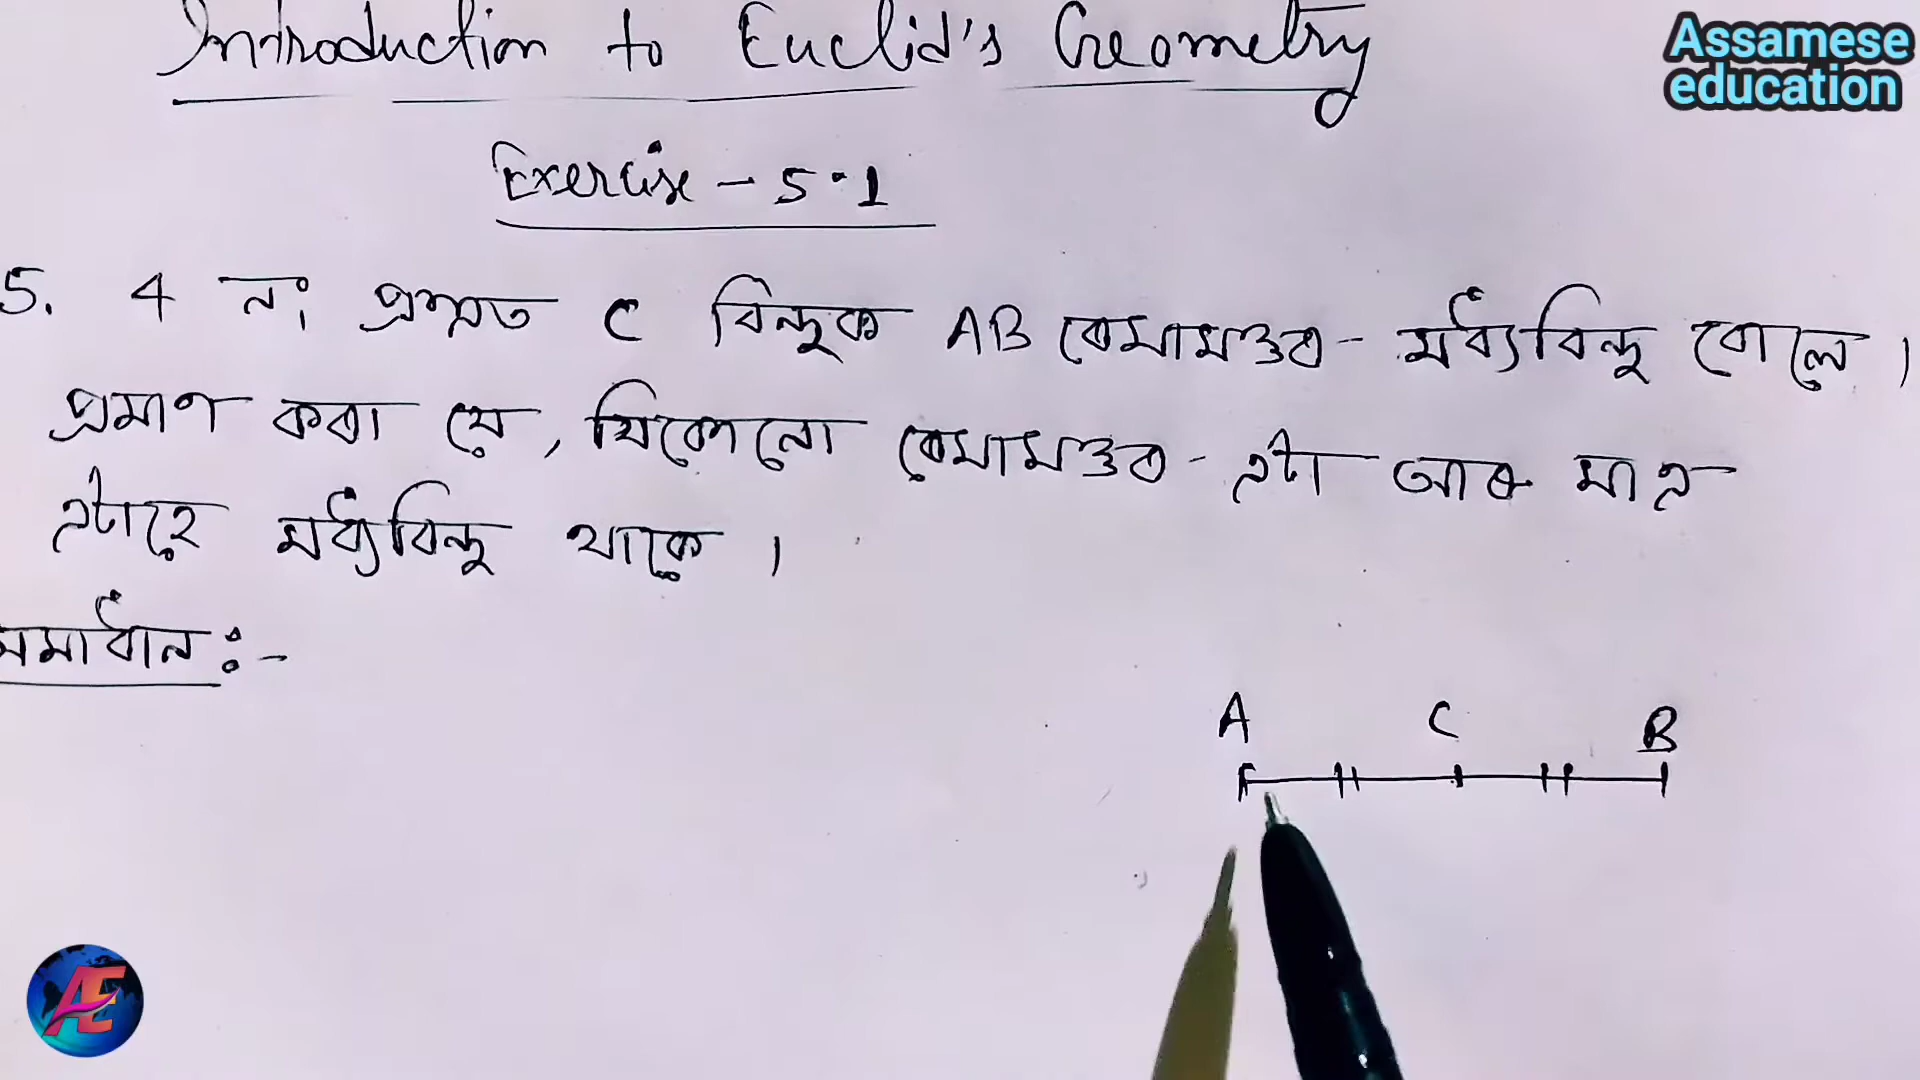 Introduction to Euclid's Geometry
Assamese
education
Exercise - 5.1
5. 4 নং প্ৰশ্নত C বিন্দুক AB ৰেখাখণ্ডৰ মধ্যবিন্দু বোলে।
প্ৰমাণ কৰা যে, যিকোনো ৰেখাখণ্ডৰ এটা আৰু মাত্ৰ
এটাহে মধ্যবিন্দু থাকে।
সমাধান :-
A C B
AE